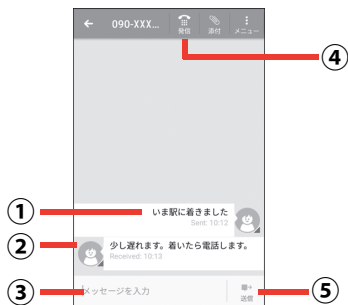 ← 090-XXX...
発信
添付
メニュー
④
いま駅に着きました
Sent: 10:12
①
少し遅れます。着いたら電話します。
Received: 10:13
②
メッセージを入力
送信
③
⑤